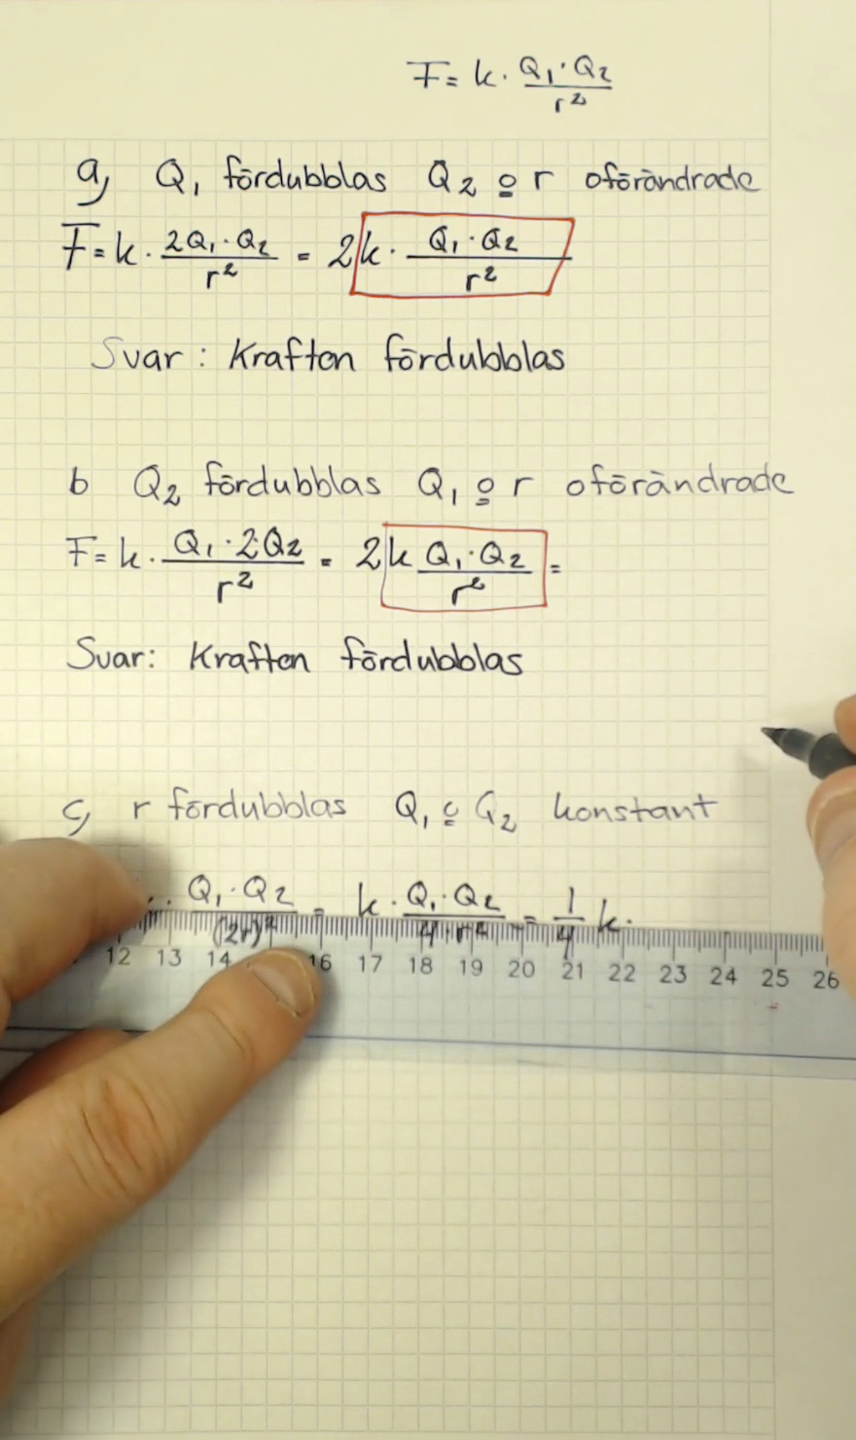 F = k · Q₁ · Q₂ / r²
a) Q₁ fördubblas Q₂ o r oförändrade
F = k · 2Q₁ · Q₂ / r² = 2k · Q₁ · Q₂ / r²
Svar : Kraften fördubblas
b Q₂ fördubblas Q₁ o r oförändrade
F = k · Q₁ · 2Q₂ / r² = 2k Q₁ · Q₂ / r² =
Svar: Kraften fördubblas
c) r fördubblas Q₁ o Q₂ konstant
· Q₁ · Q₂ / (2r)² = k · Q₁ · Q₂ / 4 · r² = 1/4 k ·
12 13 14 16 17 18 19 20 21 22 23 24 25 26